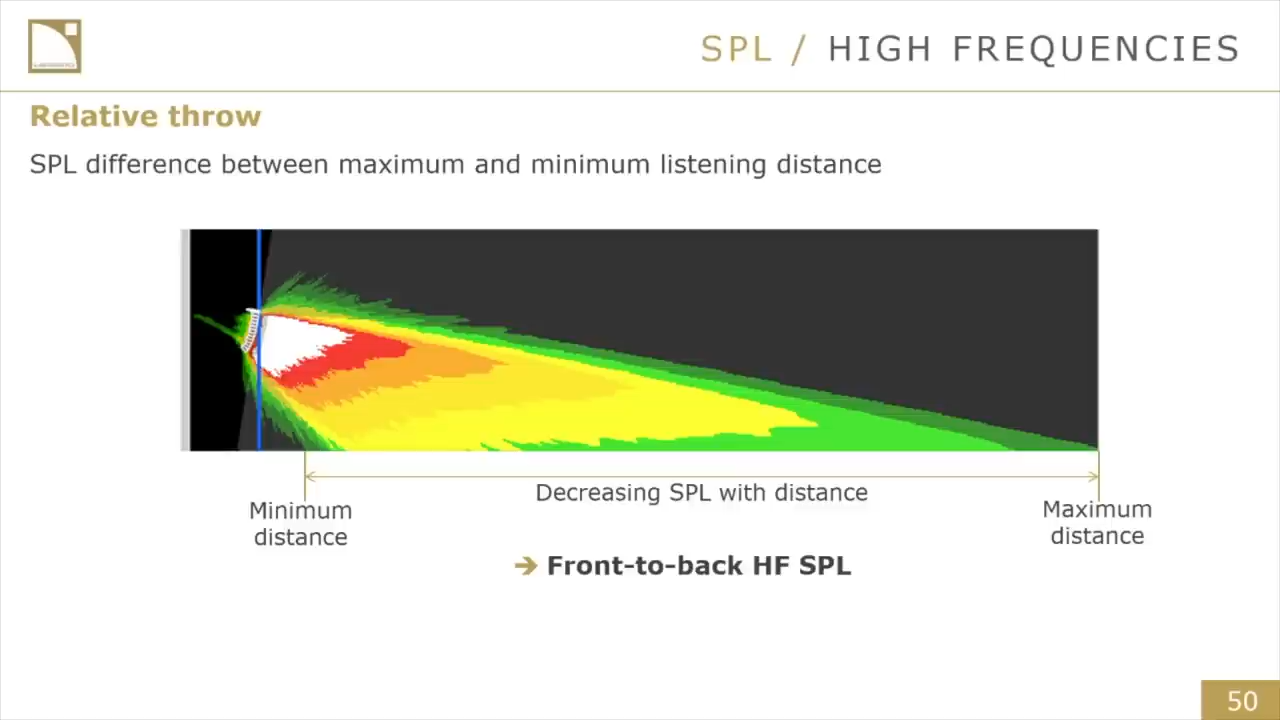 SPL / HIGH FREQUENCIES
Relative throw
SPL difference between maximum and minimum listening distance
Decreasing SPL with distance
Minimum
distance
Maximum
distance
➔ Front-to-back HF SPL
50